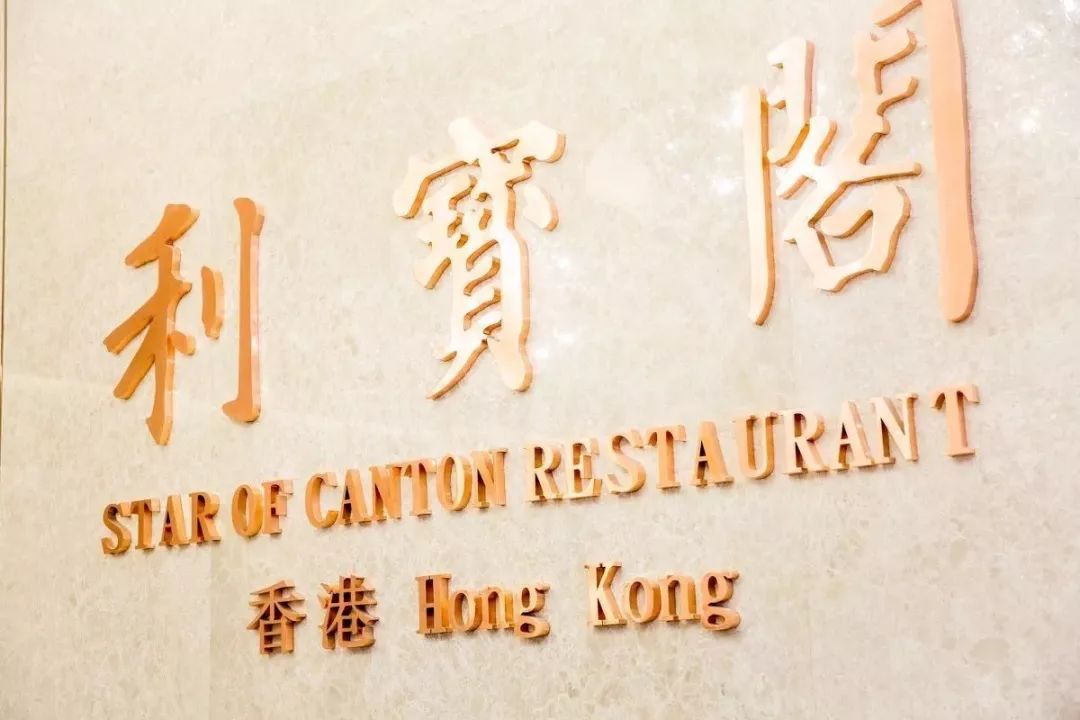 利寶閣
STAR OF CANTON RESTAURANT
香港 Hong Kong